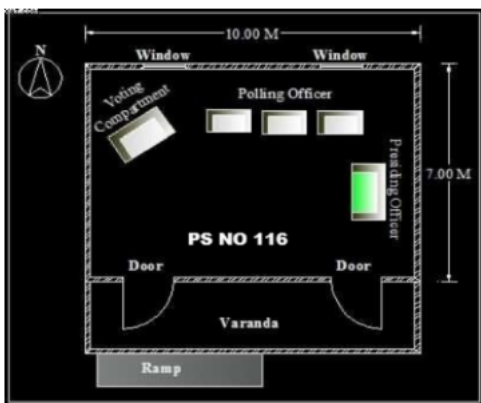 10.00 M
N
Window
Window
Voting
Compartment
Polling Officer
Presiding Officer
7.00 M
PS NO 116
Door
Door
Varanda
Ramp